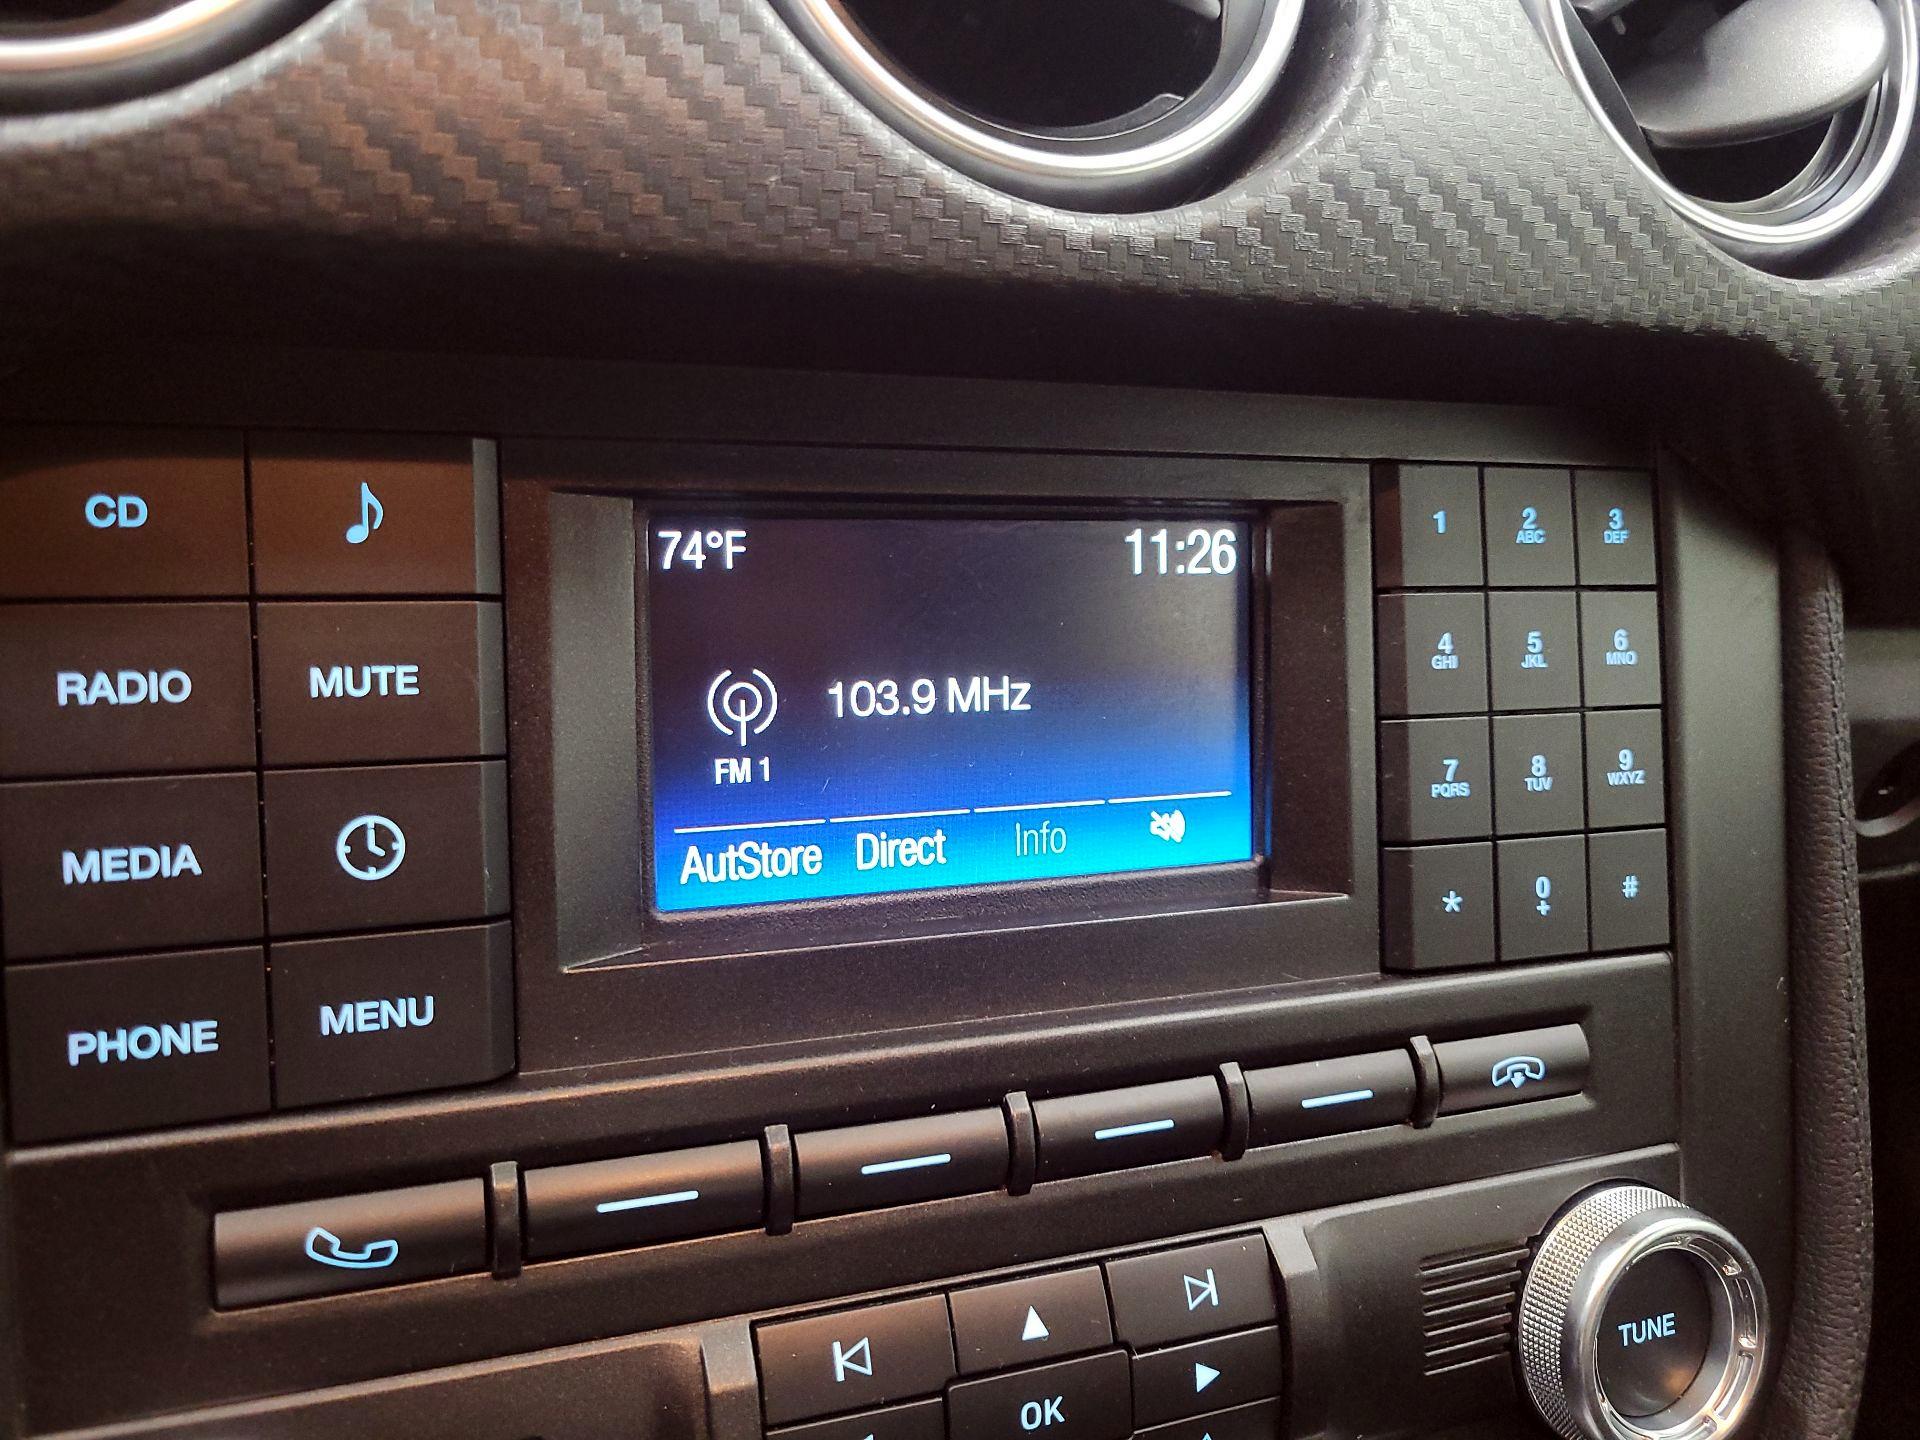 74°F 11:26
103.9 MHz
FM 1
AutStore Direct Info
CD
RADIO MUTE
MEDIA
PHONE MENU
1 2 ABC 3 DEF
4 GHI 5 JKL 6 MNO
7 PQRS 8 TUV 9 WXYZ
* 0 + #
OK
TUNE